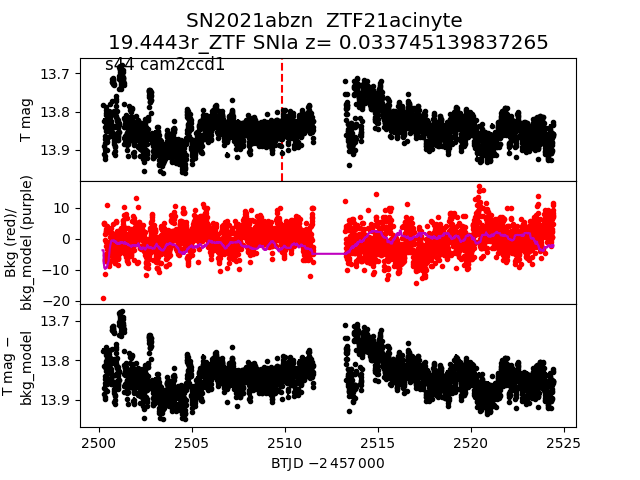 SN2021abzn  ZTF21acinyte
19.4443r_ZTF SNIa z= 0.033745139837265
s44 cam2ccd1
13.7
13.8
13.9
T mag
10
0
−10
−20
Bkg (red)/
bkg_model (purple)
13.7
13.8
13.9
T mag −
bkg_model
2500 2505 2510 2515 2520 2525
BTJD −2 457 000